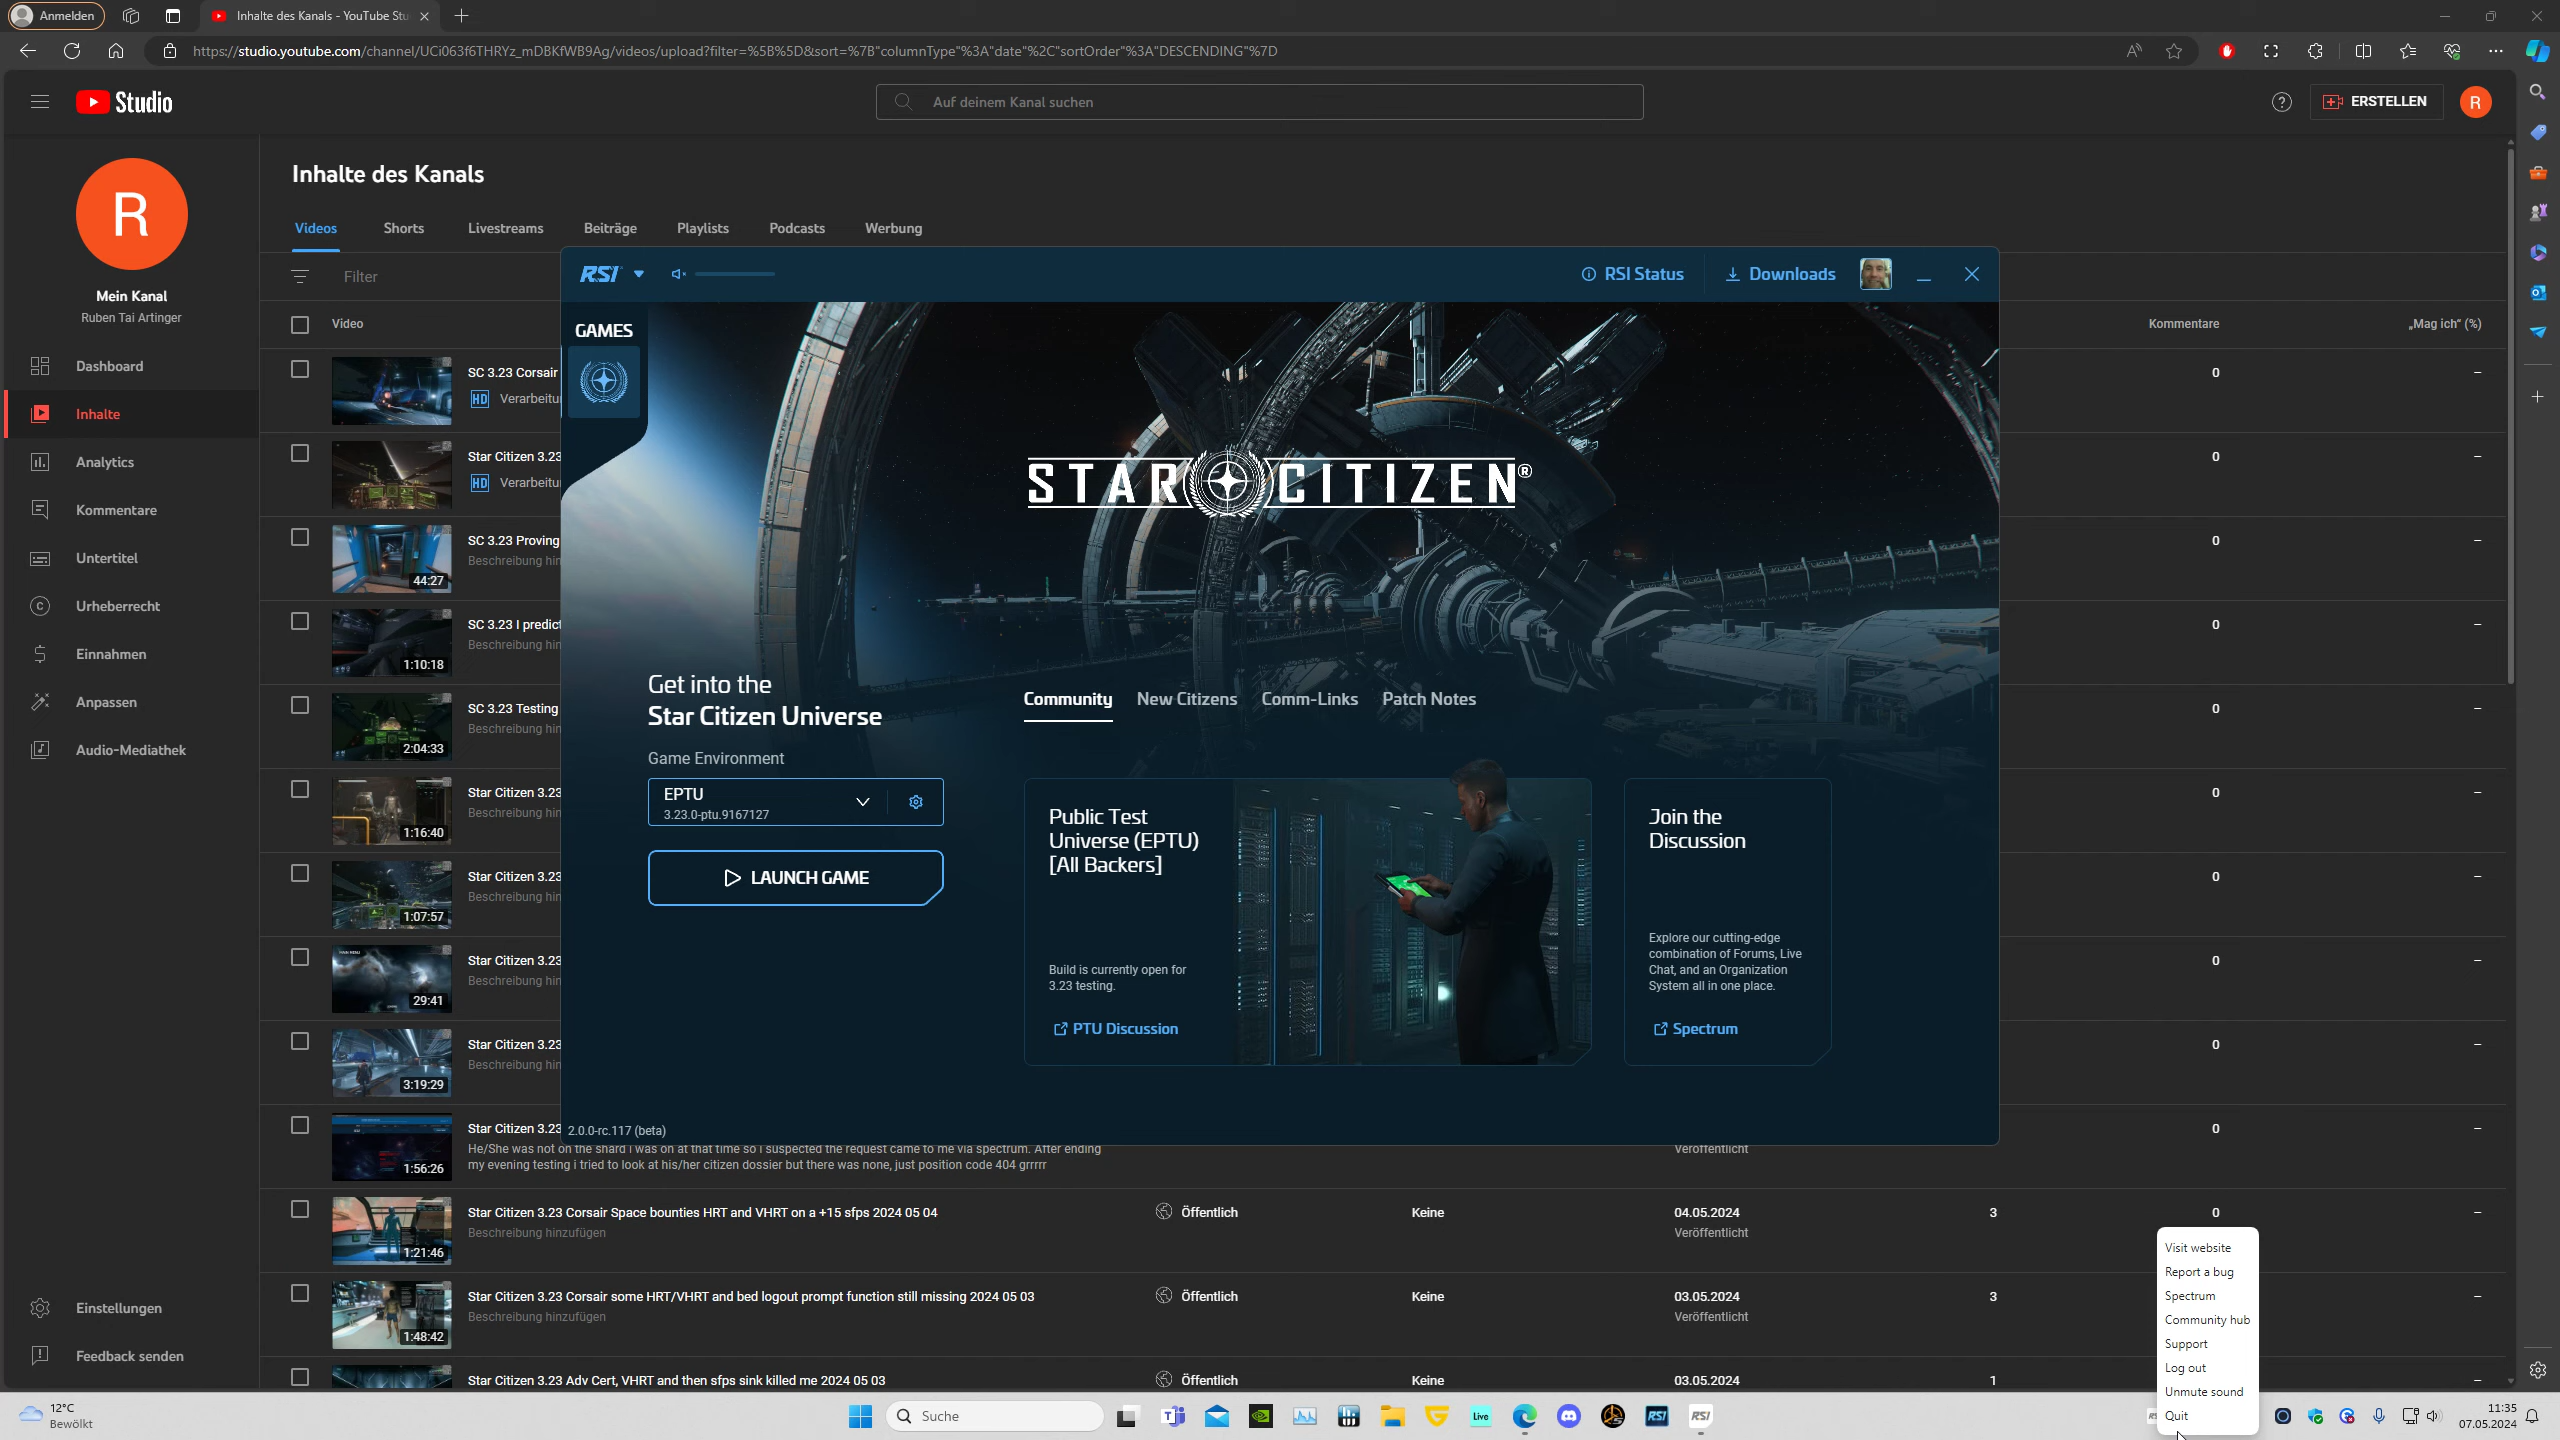 Anmelden
Inhalte des Kanals - YouTube Stu
https://studio.youtube.com/channel/UCi063f6THRYz_mDBKfWB9Ag/videos/upload?filter=%5B%5D&sort=%7B"columnType"%3A"date"%2C"sortOrder"%3A"DESCENDING"%7D
Studio
Auf deinem Kanal suchen
ERSTELLEN
R
R
Mein Kanal
Ruben Tai Artinger
Dashboard
Inhalte
Analytics
Kommentare
Untertitel
Urheberrecht
Einnahmen
Anpassen
Audio-Mediathek
Einstellungen
Feedback senden
Inhalte des Kanals
Videos Shorts Livestreams Beiträge Playlists Podcasts Werbung
Filter
Video
Kommentare
„Mag ich“ (%)
SC 3.23 Corsair
HD Verarbeitu
0 –
Star Citizen 3.23
HD Verarbeitu
0 –
SC 3.23 Proving
Beschreibung hin
44:27
0 –
SC 3.23 I predict
Beschreibung hin
1:10:18
0 –
SC 3.23 Testing
Beschreibung hin
2:04:33
0 –
Star Citizen 3.23
Beschreibung hin
1:16:40
0 –
Star Citizen 3.23
Beschreibung hin
1:07:57
0 –
Star Citizen 3.23
Beschreibung hin
29:41
0 –
Star Citizen 3.23
Beschreibung hin
3:19:29
0 –
Star Citizen 3.23
He/She was not on the shard i was on at that time so i suspected the request came to me via spectrum. After ending
my evening testing i tried to look at his/her citizen dossier but there was none, just position code 404 grrrrr
1:56:26
Veröffentlicht
0 –
Star Citizen 3.23 Corsair Space bounties HRT and VHRT on a +15 sfps 2024 05 04
Beschreibung hinzufügen
1:21:46
Öffentlich Keine 04.05.2024 3 0 –
Veröffentlicht
Star Citizen 3.23 Corsair some HRT/VHRT and bed logout prompt function still missing 2024 05 03
Beschreibung hinzufügen
1:48:42
Öffentlich Keine 03.05.2024 3 –
Veröffentlicht
Star Citizen 3.23 Adv Cert, VHRT and then sfps sink killed me 2024 05 03
Öffentlich Keine 03.05.2024 1 –
RSI
RSI Status
Downloads
GAMES
STAR CITIZEN®
Get into the
Star Citizen Universe
Game Environment
EPTU
3.23.0-ptu.9167127
LAUNCH GAME
Community New Citizens Comm-Links Patch Notes
Public Test
Universe (EPTU)
[All Backers]
Build is currently open for
3.23 testing.
PTU Discussion
Join the
Discussion
Explore our cutting-edge
combination of Forums, Live
Chat, and an Organization
System all in one place.
Spectrum
2.0.0-rc.117 (beta)
Visit website
Report a bug
Spectrum
Community hub
Support
Log out
Unmute sound
Quit
12°C
Bewölkt
Suche
Live
RSI
RSI
11:35
07.05.2024